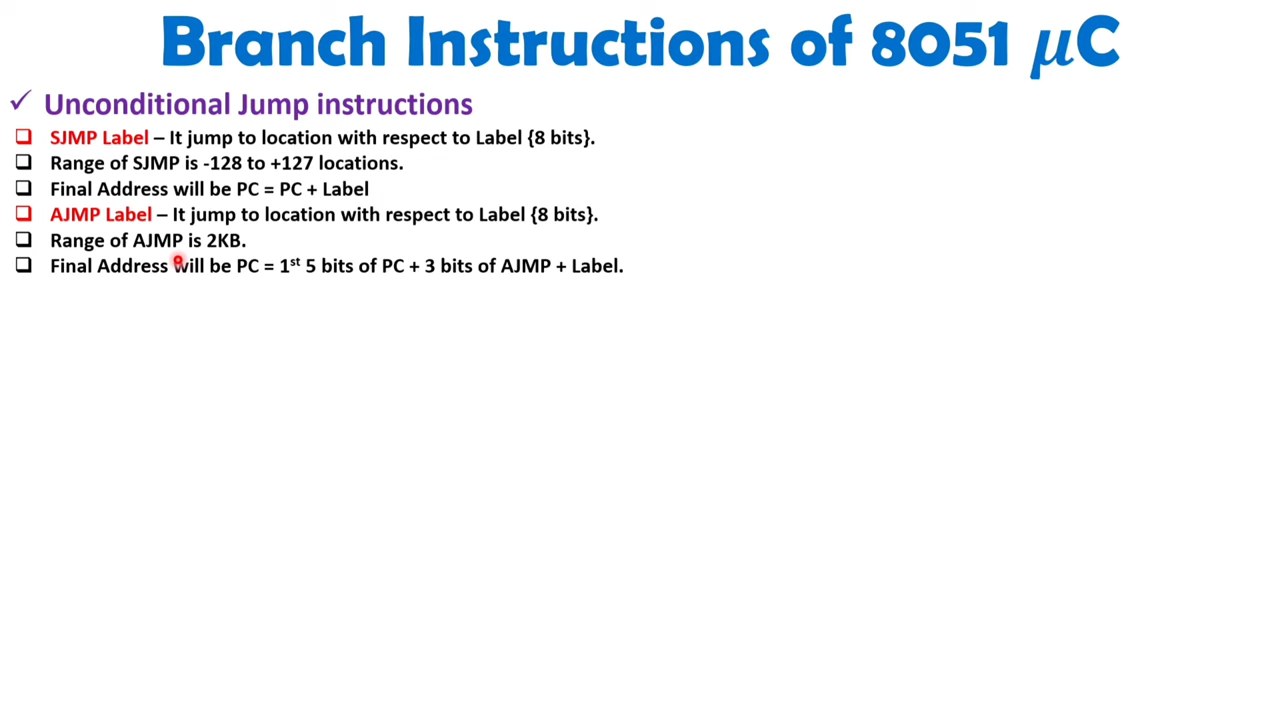 Branch Instructions of 8051 μC
✓ Unconditional Jump instructions
❑ SJMP Label – It jump to location with respect to Label {8 bits}.
❑ Range of SJMP is -128 to +127 locations.
❑ Final Address will be PC = PC + Label
❑ AJMP Label – It jump to location with respect to Label {8 bits}.
❑ Range of AJMP is 2KB.
❑ Final Address will be PC = 1st 5 bits of PC + 3 bits of AJMP + Label.